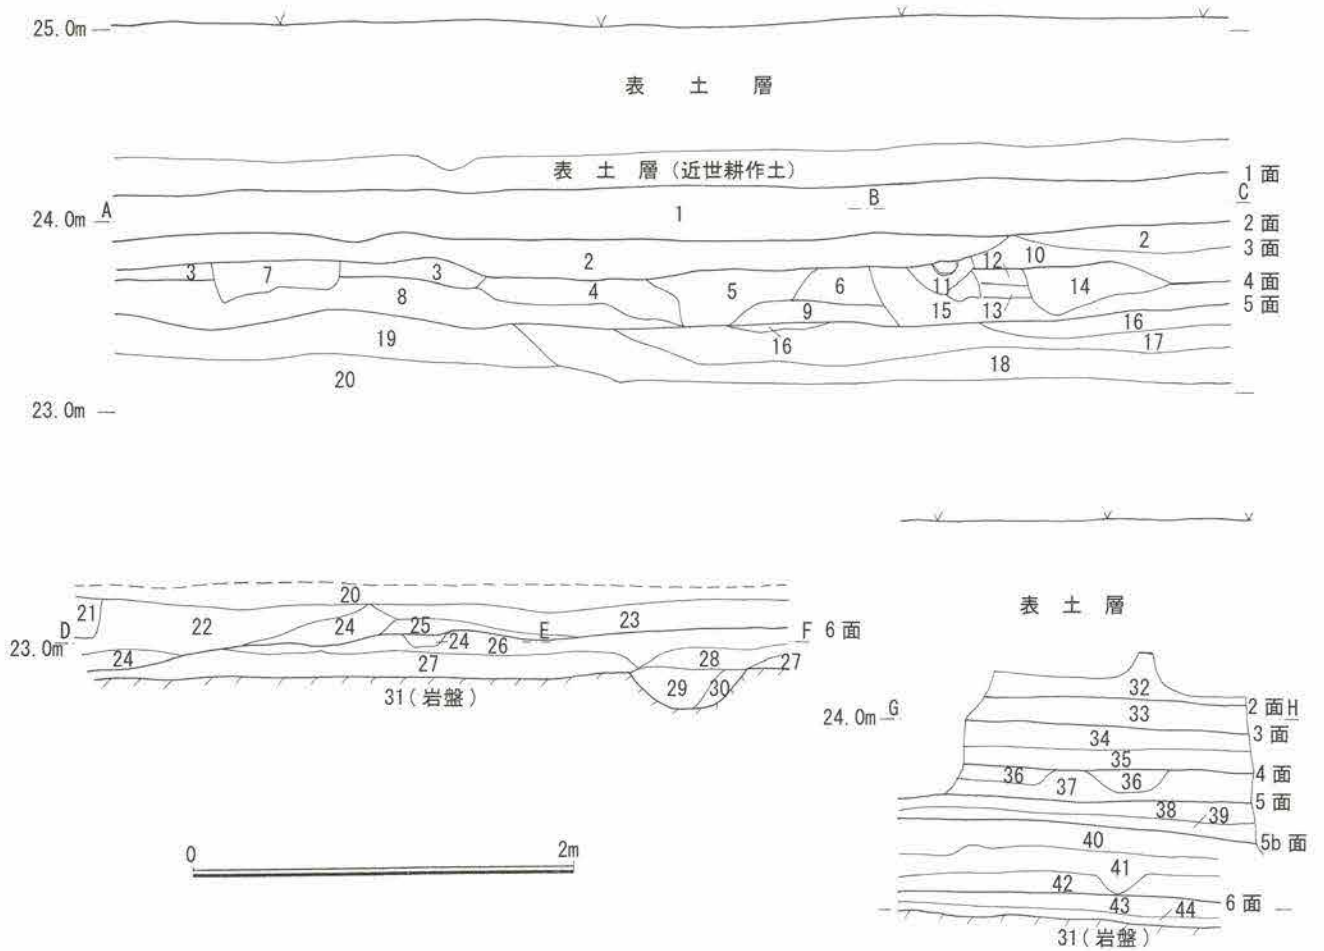 25.0m
表 土 層
表 土 層 (近世耕作土)
1 面
A
B
C
24.0m
1
2 面
2
3 面
3
7
3
2
12
10
8
4
5
6
11
14
4 面
9
15
13
5 面
19
16
16
17
20
18
23.0m
20
21
22
24
25
23
D
24
26
E
F 6 面
23.0m
24
27
28
27
29
30
31(岩盤)
表 土 層
32
24.0m
G
33
2 面
H
34
3 面
35
36
37
36
4 面
38
39
5 面
40
5b 面
41
42
43
44
6 面
31(岩盤)
0
2m